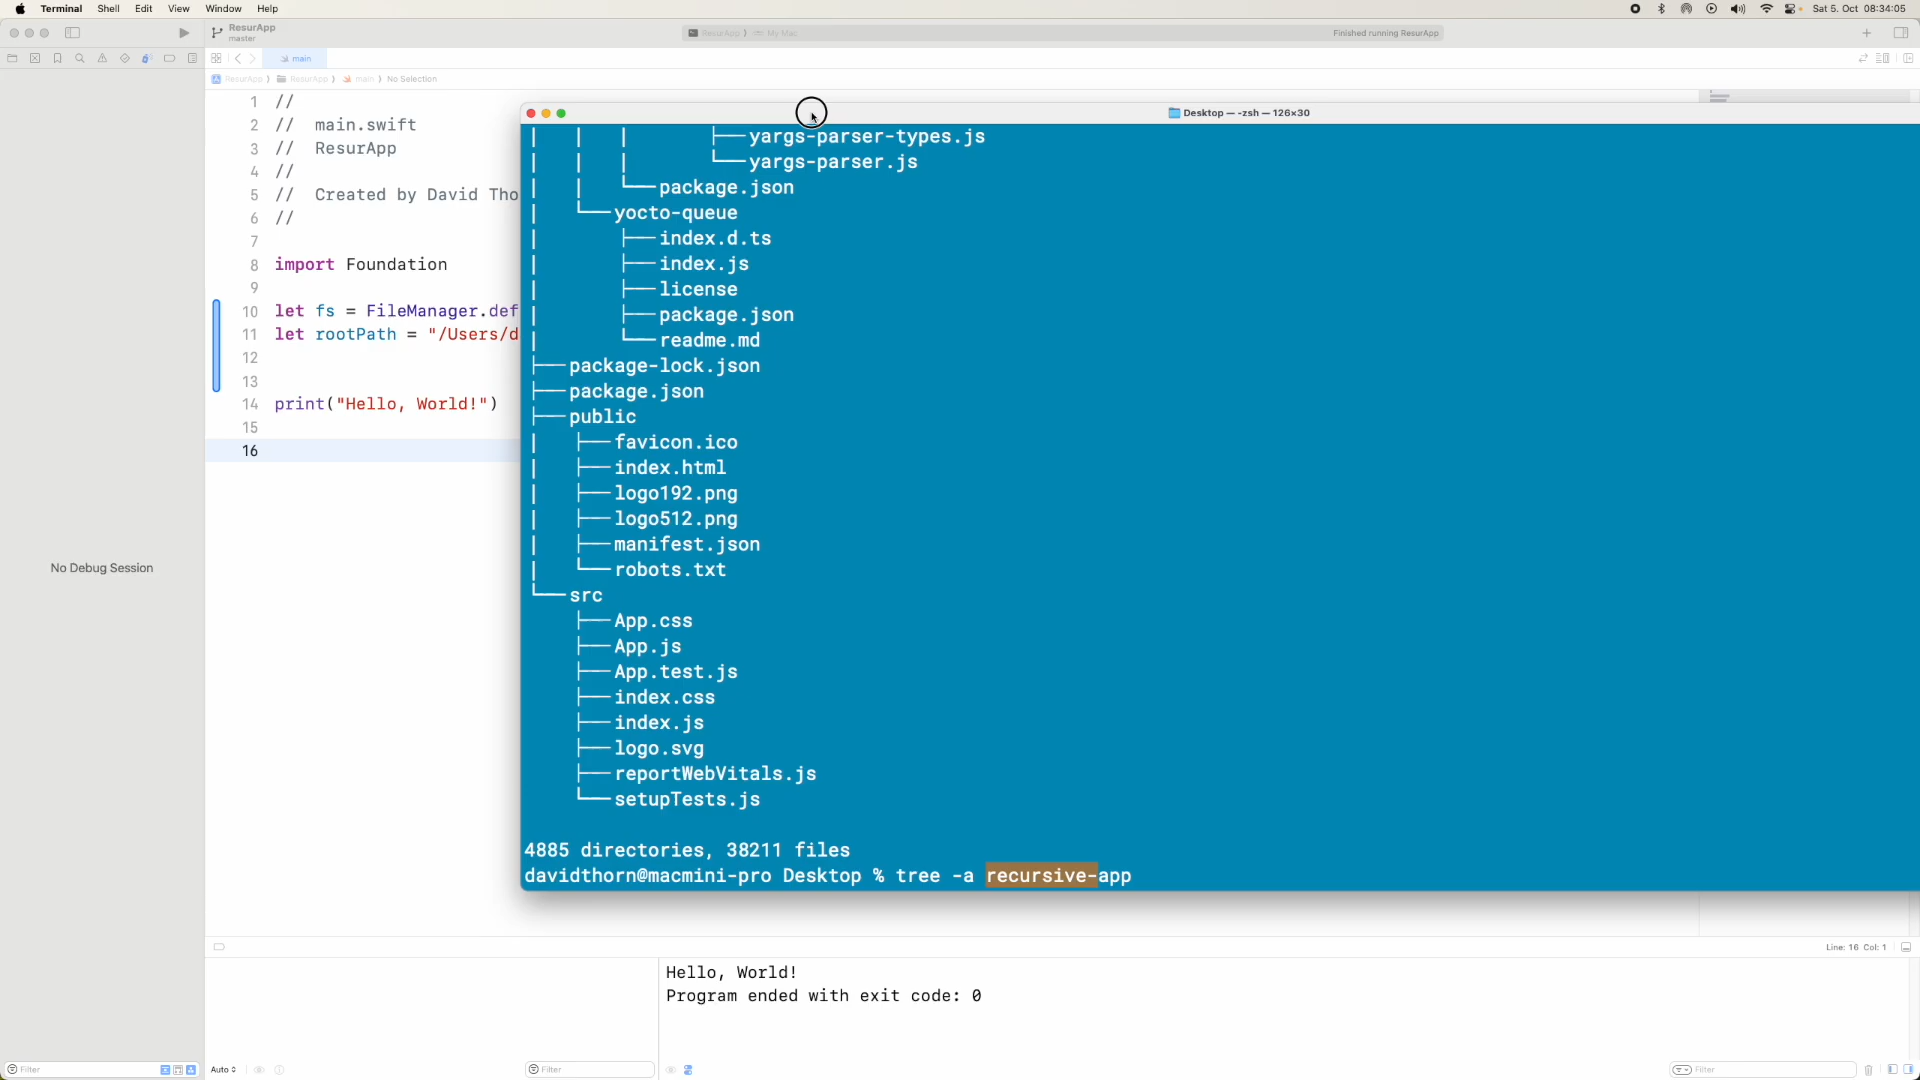 Terminal Shell Edit View Window Help Sat 5. Oct 08:34:05
ResurApp
master
ResurApp ⟩ My Mac
Finished running ResurApp
main
ResurApp ⟩ ResurApp ⟩ main ⟩ No Selection
1 //
2 // main.swift
3 // ResurApp
4 //
5 // Created by David Tho
6 //
7
8 import Foundation
9
10 let fs = FileManager.def
11 let rootPath = "/Users/d
12
13
14 print("Hello, World!")
15
16
No Debug Session
Desktop — -zsh — 126×30
│   │   │       ├── yargs-parser-types.js
│   │   │       └── yargs-parser.js
│   │   └── package.json
│   └── yocto-queue
│       ├── index.d.ts
│       ├── index.js
│       ├── license
│       ├── package.json
│       └── readme.md
├── package-lock.json
├── package.json
├── public
│   ├── favicon.ico
│   ├── index.html
│   ├── logo192.png
│   ├── logo512.png
│   ├── manifest.json
│   └── robots.txt
└── src
    ├── App.css
    ├── App.js
    ├── App.test.js
    ├── index.css
    ├── index.js
    ├── logo.svg
    ├── reportWebVitals.js
    └── setupTests.js
4885 directories, 38211 files
davidthorn@macmini-pro Desktop % tree -a recursive-app
Line: 16 Col: 1
Hello, World!
Program ended with exit code: 0
Filter
Auto
Filter
Filter